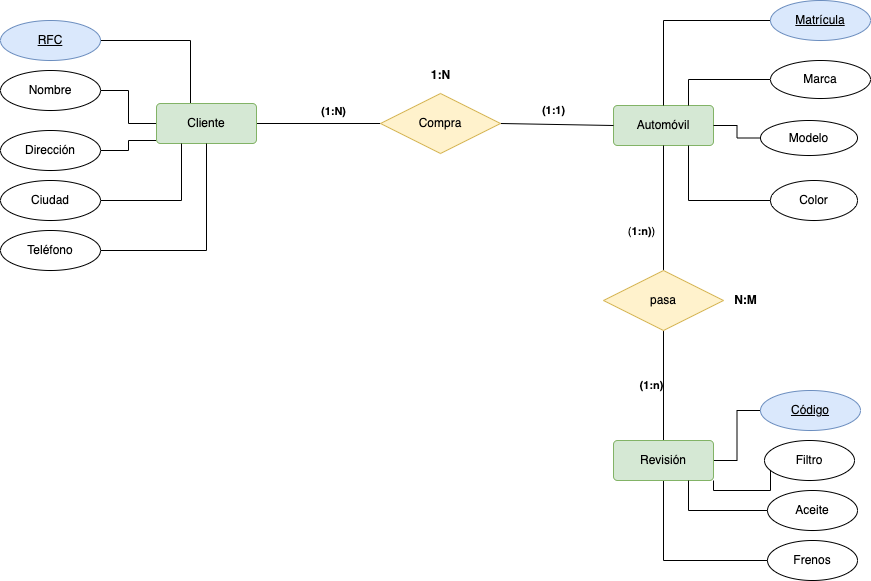 RFC
Matrícula
Nombre
1:N
Marca
(1:N)
(1:1)
Cliente
Compra
Automóvil
Modelo
Dirección
Ciudad
Color
Teléfono
(1:n))
pasa
N:M
(1:n)
Código
Revisión
Filtro
Aceite
Frenos